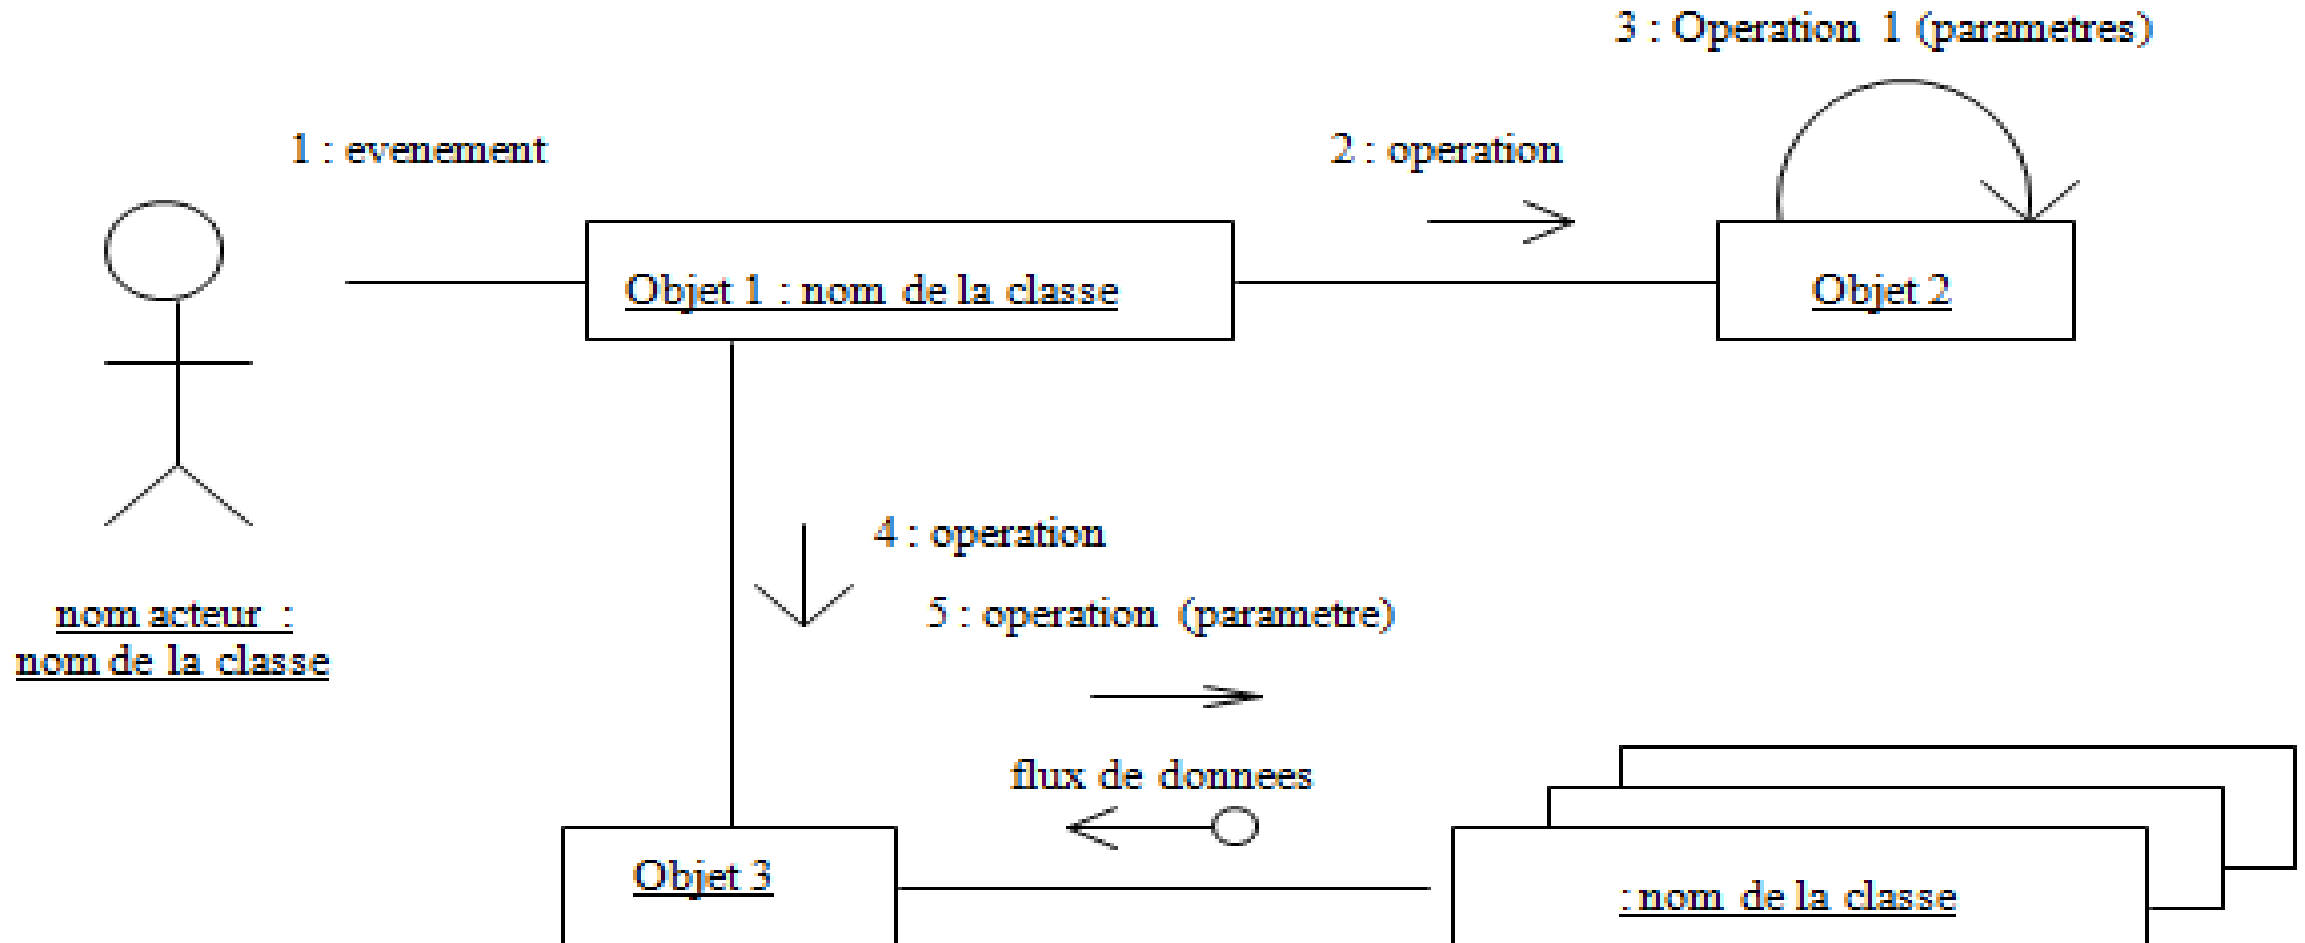 3 : Operation 1 (parametres)
1 : evenement
2 : operation
Objet 1 : nom de la classe
Objet 2
4 : operation
nom acteur :
nom de la classe
5 : operation (parametre)
flux de donnees
Objet 3
: nom de la classe